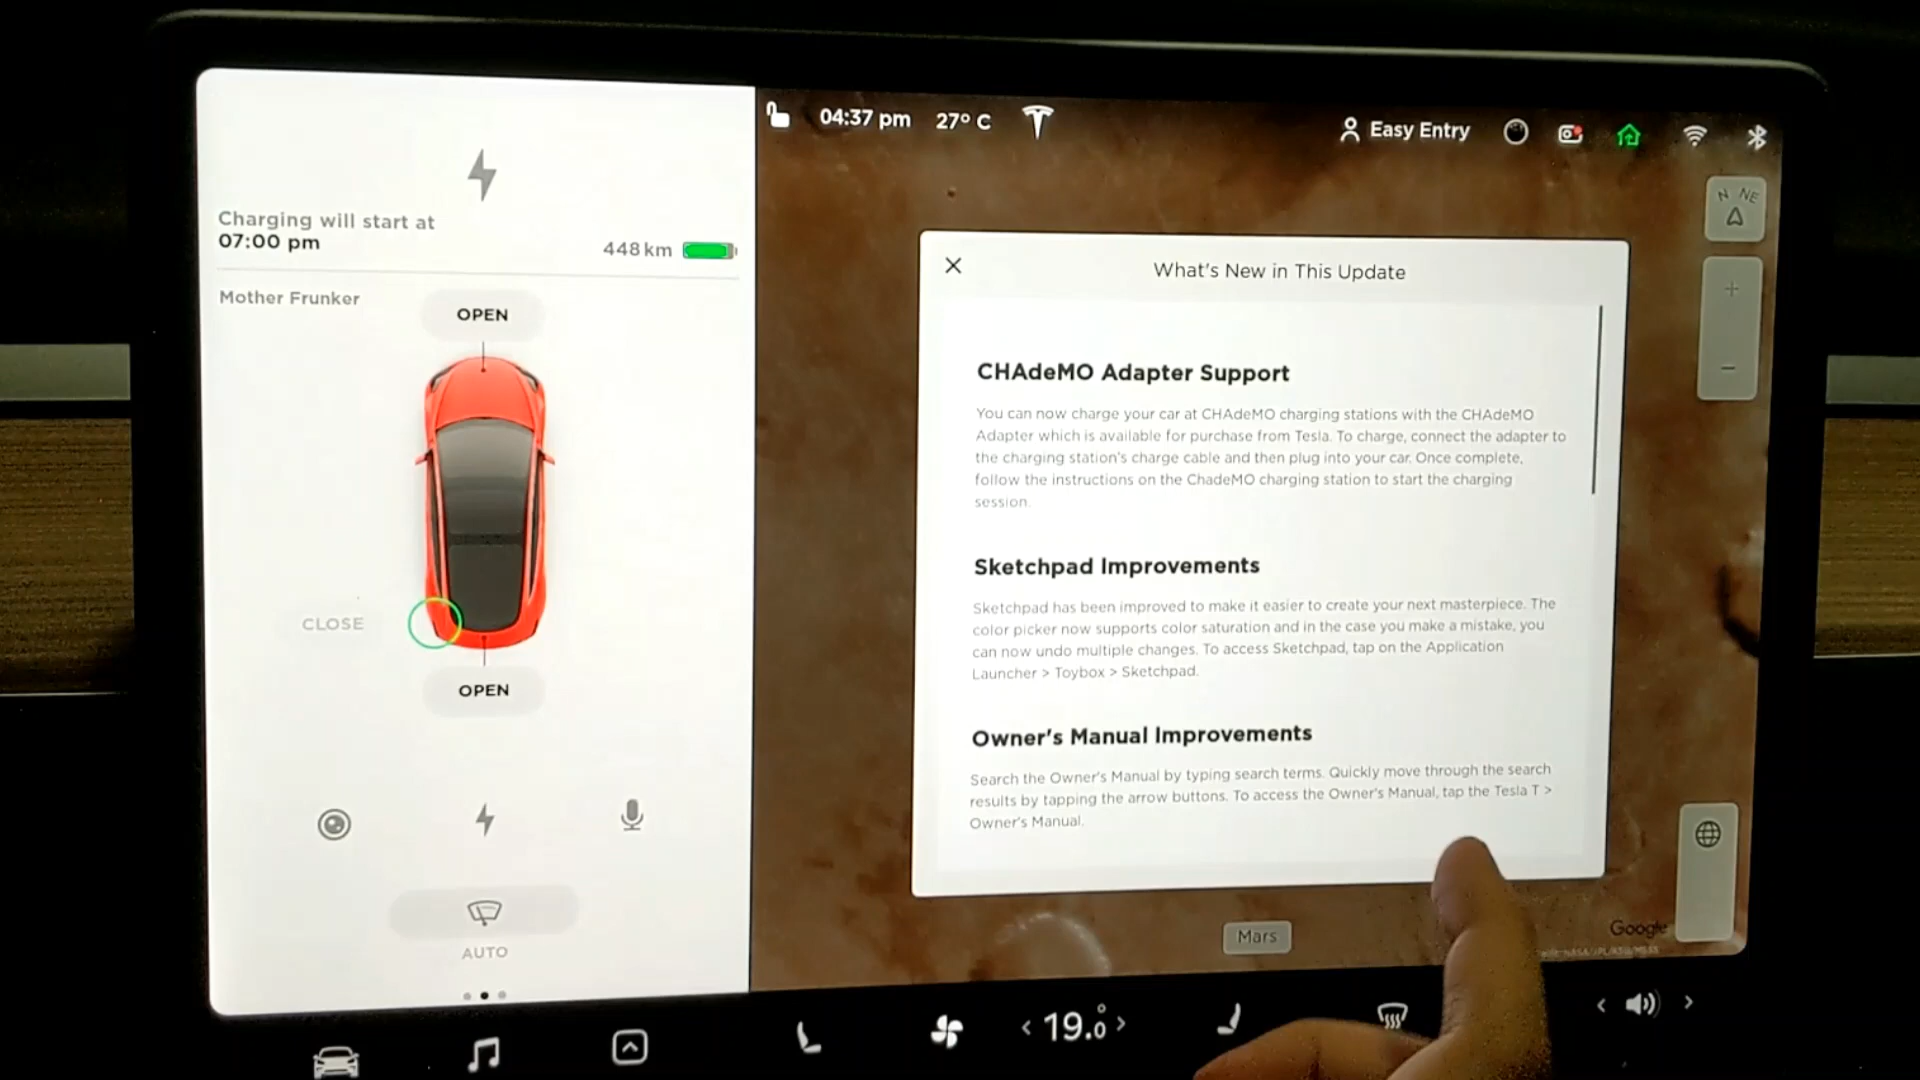 Charging will start at
07:00 pm
448 km
Mother Frunker
OPEN
CLOSE
OPEN
AUTO
04:37 pm
27° C
Easy Entry
N NE
+
−
What's New in This Update
CHAdeMO Adapter Support
You can now charge your car at CHAdeMO charging stations with the CHAdeMO
Adapter which is available for purchase from Tesla. To charge, connect the adapter to
the charging station's charge cable and then plug into your car. Once complete,
follow the instructions on the ChadeMO charging station to start the charging
session.
Sketchpad Improvements
Sketchpad has been improved to make it easier to create your next masterpiece. The
color picker now supports color saturation and in the case you make a mistake, you
can now undo multiple changes. To access Sketchpad, tap on the Application
Launcher > Toybox > Sketchpad.
Owner's Manual Improvements
Search the Owner's Manual by typing search terms. Quickly move through the search
results by tapping the arrow buttons. To access the Owner's Manual, tap the Tesla T >
Owner's Manual.
Mars
Google
< 19.0° >